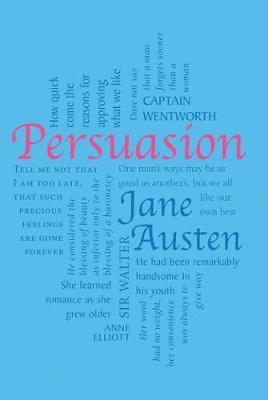 How quick
come the
reasons for
approving
what we like
Dare not say
that a man
forgets sooner
than a
woman
CAPTAIN
WENTWORTH
Persuasion
TELL ME NOT THAT
I AM TOO LATE,
THAT SUCH
PRECIOUS
FEELINGS
ARE GONE
FOREVER
He considered the
blessing of beauty
as inferior only to the
blessing of a baronetcy
One man's ways may be as
good as another's, but we all
like our
own best
Jane
Austen
SIR WALTER
She learned
romance as she
grew older
ANNE
ELLIOTT
He had been remarkably
handsome in
his youth
Her word
had no weight,
her convenience
was always to
give way